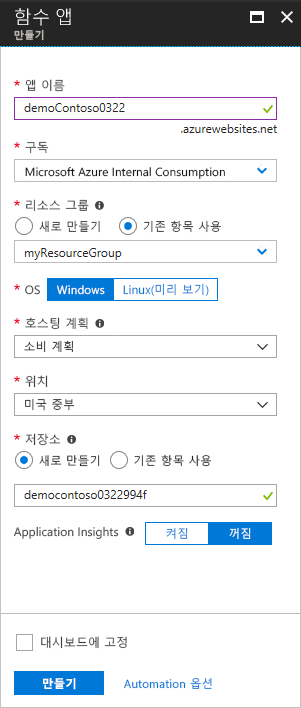 함수 앱
만들기
* 앱 이름
demoContoso0322
.azurewebsites.net
* 구독
Microsoft Azure Internal Consumption
* 리소스 그룹
새로 만들기 기존 항목 사용
myResourceGroup
* OS Windows Linux(미리 보기)
* 호스팅 계획
소비 계획
* 위치
미국 중부
* 저장소
새로 만들기 기존 항목 사용
democontoso0322994f
Application Insights 켜짐 꺼짐
대시보드에 고정
만들기 Automation 옵션